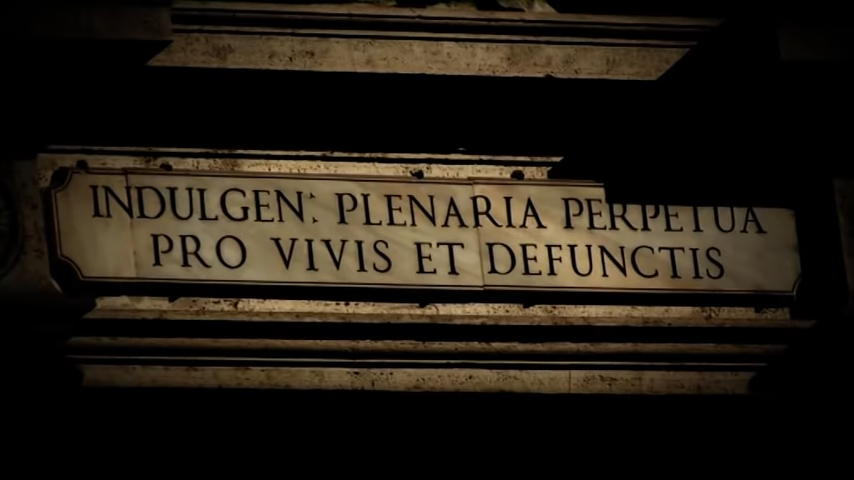 INDULGEN: PLENARIA PERPETUA
PRO VIVIS ET DEFUNCTIS